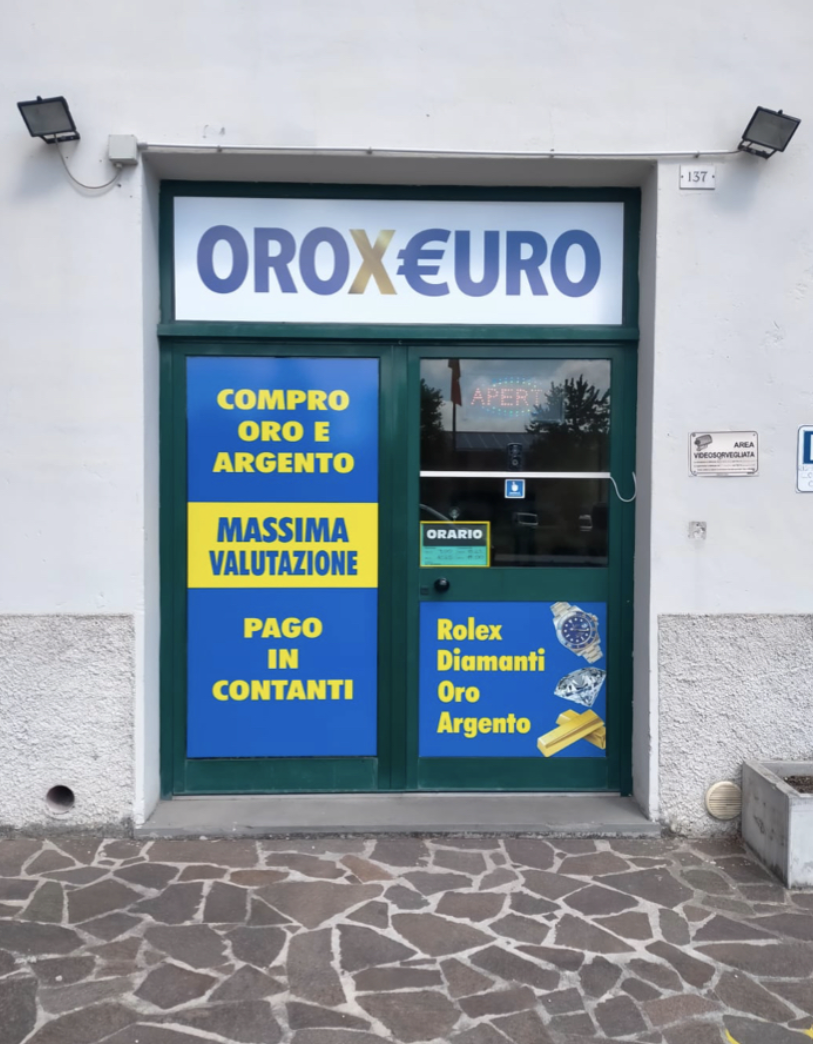 137
OROX€URO
COMPRO
ORO E
ARGENTO
MASSIMA
VALUTAZIONE
PAGO
IN
CONTANTI
APERT
ORARIO
Rolex
Diamanti
Oro
Argento
AREA
VIDEOSORVEGLIATA